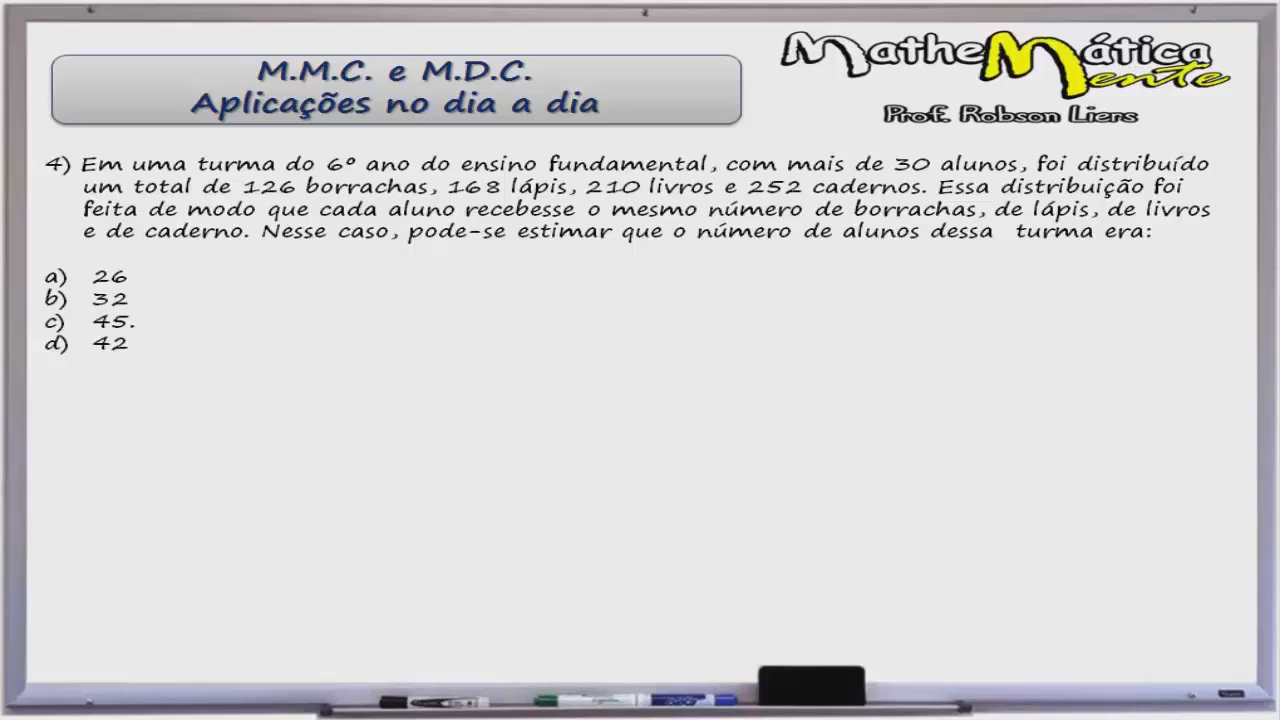 M.M.C. e M.D.C.
Aplicações no dia a dia
MatheMática
mente
Prof. Robson Liers
4) Em uma turma do 6º ano do ensino fundamental, com mais de 30 alunos, foi distribuído
um total de 126 borrachas, 168 lápis, 210 livros e 252 cadernos. Essa distribuição foi
feita de modo que cada aluno recebesse o mesmo número de borrachas, de lápis, de livros
e de caderno. Nesse caso, pode-se estimar que o número de alunos dessa turma era:
a) 26
b) 32
c) 45.
d) 42